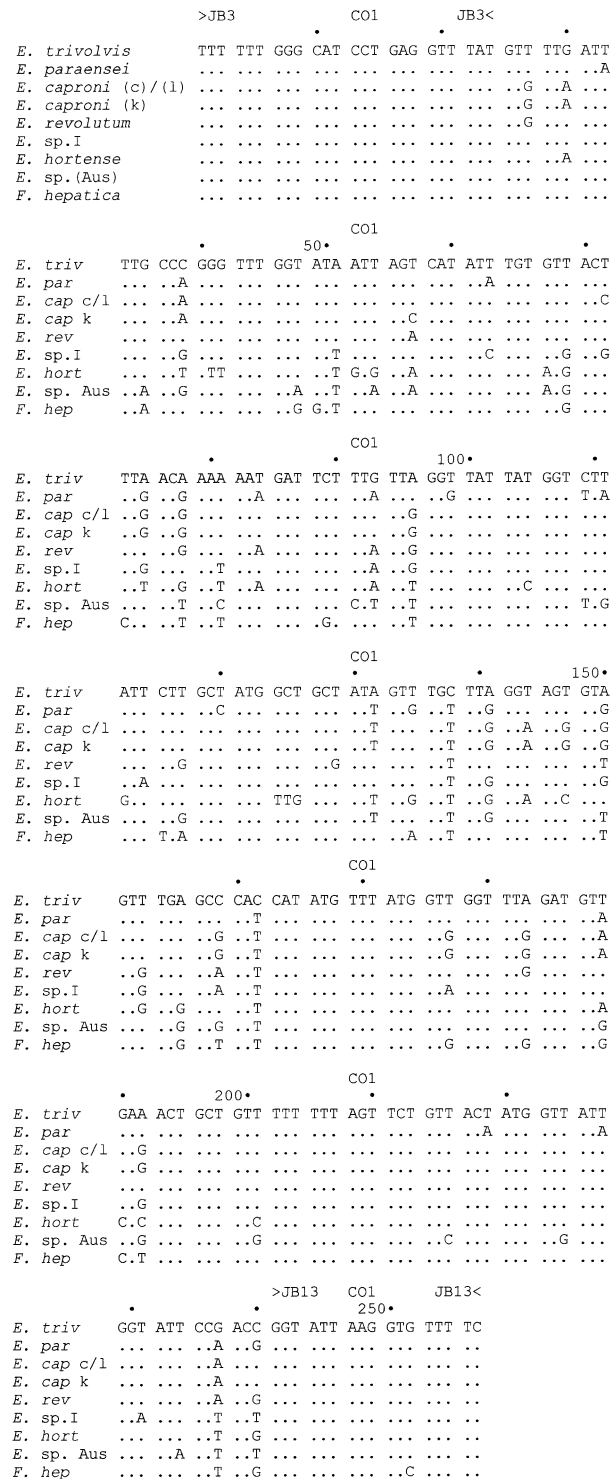 >JB3 CO1 JB3<
• • •
E. trivolvis TTT TTT GGG CAT CCT GAG GTT TAT GTT TTG ATT
E. paraensei ... ... ... ... ... ... ... ... ... ... ..A
E. caproni (c)/(l) ... ... ... ... ... ... ... ... ..G ..A ...
E. caproni (k) ... ... ... ... ... ... ... ... ..G ..A ...
E. revolutum ... ... ... ... ... ... ... ... ..G ... ...
E. sp.I ... ... ... ... ... ... ... ... ... ... ...
E. hortense ... ... ... ... ... ... ... ... ... ..A ...
E. sp.(Aus) ... ... ... ... ... ... ... ... ... ... ...
F. hepatica ... ... ... ... ... ... ... ... ... ... ...
CO1
• 50• • •
E. triv TTG CCC GGG TTT GGT ATA ATT AGT CAT ATT TGT GTT ACT
E. par ... ..A ... ... ... ... ... ... ... ..A ... ... ...
E. cap c/l ... ..A ... ... ... ... ... ... ... ... ... ... ..C
E. cap k ... ..A ... ... ... ... ... ..C ... ... ... ... ...
E. rev ... ... ... ... ... ... ... ..A ... ... ... ... ...
E. sp.I ... ..G ... ... ... ..T ... ... ... ..C ... ..G ..G
E. hort ... ..T .TT ... ... ..T G.G ..A ... ... ... A.G ...
E. sp. Aus ..A ..G ... ... ..A ..T ..A ..A ... ... ... A.G ...
F. hep ..A ... ... ... ..G G.T ... ... ... ... ... ..G ...
CO1
• • 100• •
E. triv TTA ACA AAA AAT GAT TCT TTG TTA GGT TAT TAT GGT CTT
E. par ..G ..G ... ..A ... ... ..A ... ..G ... ... ... T.A
E. cap c/l ..G ..G ... ... ... ... ... ..G ... ... ... ... ...
E. cap k ..G ..G ... ... ... ... ... ..G ... ... ... ... ...
E. rev ... ..G ... ..A ... ... ..A ..G ... ... ... ... ...
E. sp.I ..G ... ..T ... ... ... ..A ..G ... ... ... ... ...
E. hort ..T ..G ..T ..A ... ... ..A ..T ... ... ..C ... ...
E. sp. Aus ... ..T ..C ... ... ... C.T ..T ... ... ... ... T.G
F. hep C.. ..T ..T ... ... .G. ... ..T ... ... ... ... ...
CO1
• • • 150•
E. triv ATT CTT GCT ATG GCT GCT ATA GTT TGC TTA GGT AGT GTA
E. par ... ... ..C ... ... ... ..T ..G ..T ..G ... ... ..G
E. cap c/l ... ... ... ... ... ... ..T ... ..T ..G ..A ..G ..G
E. cap k ... ... ... ... ... ... ..T ... ..T ..G ..A ..G ..G
E. rev ... ..G ... ... ... ..G ... ... ..T ... ... ... ..T
E. sp.I ..A ... ... ... ... ... ... ... ..T ..G ... ... ..G
E. hort G.. ... ... ... TTG ... ..T ..G ..T ..G ..A ..C ...
E. sp. Aus ... ..G ... ... ... ... ..T ... ..T ..G ... ... ..T
F. hep ... T.A ... ... ... ... ... ..A ..T ... ... ... ..T
CO1
• • •
E. triv GTT TGA GCC CAC CAT ATG TTT ATG GTT GGT TTA GAT GTT
E. par ... ... ... ..T ... ... ... ... ... ... ... ... ..A
E. cap c/l ... ... ..G ..T ... ... ... ... ..G ... ..G ... ..A
E. cap k ... ... ..G ..T ... ... ... ... ..G ... ..G ... ..A
E. rev ..G ... ..A ..T ... ... ... ... ... ... ..G ... ...
E. sp.I ..G ... ..A ..T ... ... ... ... ..A ... ... ... ...
E. hort ..G ..G ... ..T ... ... ... ... ... ... ... ... ..A
E. sp. Aus ... ..G ..G ..T ... ... ... ... ... ... ... ... ..G
F. hep ... ..G ..T ..T ... ... ... ... ..G ... ..G ... ..G
CO1
• 200• • •
E. triv GAA ACT GCT GTT TTT TTT AGT TCT GTT ACT ATG GTT ATT
E. par ... ... ... ... ... ... ... ... ... ..A ... ... ..A
E. cap c/l ..G ... ... ... ... ... ... ... ... ... ... ... ...
E. cap k ..G ... ... ... ... ... ... ... ... ... ... ... ...
E. rev ... ... ... ... ... ... ... ... ... ... ... ... ...
E. sp.I ..G ... ... ... ... ... ... ... ... ... ... ... ...
E. hort C.C ... ... ..C ... ... ... ... ... ... ... ... ...
E. sp. Aus ..G ... ... ..G ... ... ... ... ..C ... ... ..G ...
F. hep C.T ... ... ... ... ... ... ... ... ... ... ... ...
>JB13 CO1 JB13<
• • 250•
E. triv GGT ATT CCG ACC GGT ATT AAG GTG TTT TC
E. par ... ... ..A ..G ... ... ... ... ... ..
E. cap c/l ... ... ..A ... ... ... ... ... ... ..
E. cap k ... ... ..A ... ... ... ... ... ... ..
E. rev ... ... ..A ..G ... ... ... ... ... ..
E. sp.I ..A ... ..T ..T ... ... ... ... ... ..
E. hort ... ... ..T ..G ... ... ... ... ... ..
E. sp. Aus ... ..A ..T ..T ... ... ... ... ... ..
F. hep ... ... ..T ..G ... ... ... ..C ... ..